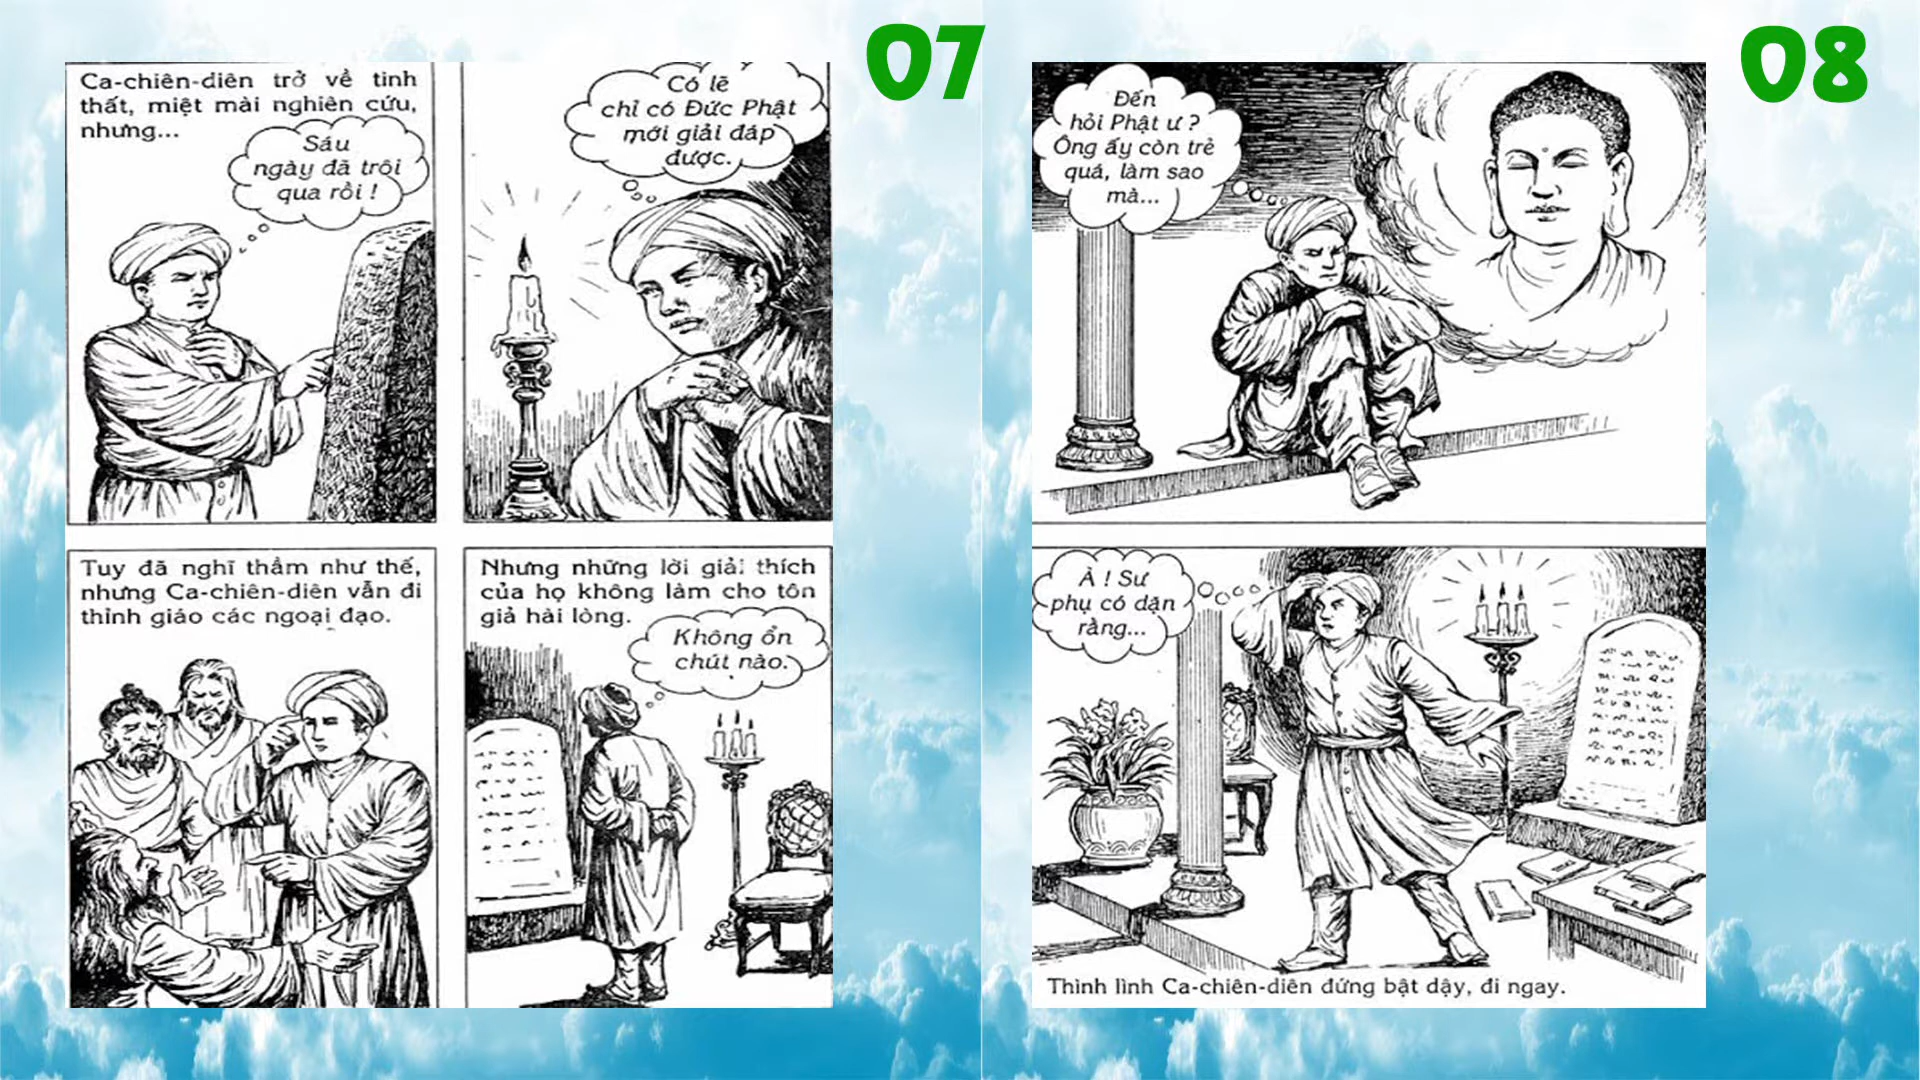 07
Ca-chiên-diên trở về tinh
thất, miệt mài nghiên cứu,
nhưng...
Sáu
ngày đã trôi
qua rồi !
Có lẽ
chỉ có Đức Phật
mới giải đáp
được.
Tuy đã nghĩ thầm như thế,
nhưng Ca-chiên-diên vẫn đi
thỉnh giáo các ngoại đạo.
Nhưng những lời giải thích
của họ không làm cho tôn
giả hài lòng.
Không ổn
chút nào.
08
Đến
hỏi Phật ư ?
Ông ấy còn trẻ
quá, làm sao
mà...
À ! Sư
phụ có dặn
rằng...
Thình lình Ca-chiên-diên đứng bật dậy, đi ngay.